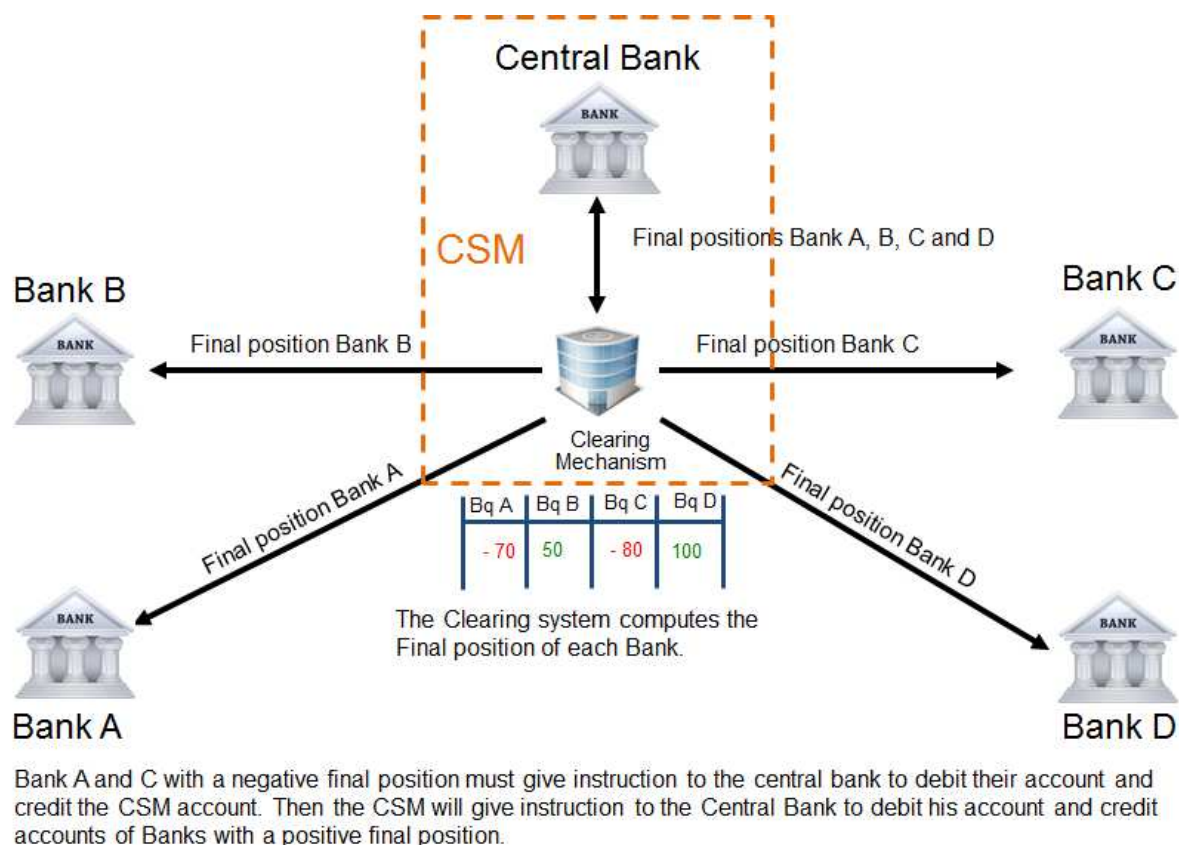 Central Bank
BANK
CSM
Final positions Bank A, B, C and D
Bank B
BANK
Final position Bank B
Final position Bank C
Bank C
BANK
Clearing
Mechanism
Final position Bank A
Final position Bank D
Bq A Bq B Bq C Bq D
- 70 50 - 80 100
The Clearing system computes the
Final position of each Bank.
BANK
Bank A
BANK
Bank D
Bank A and C with a negative final position must give instruction to the central bank to debit their account and
credit the CSM account. Then the CSM will give instruction to the Central Bank to debit his account and credit
accounts of Banks with a positive final position.